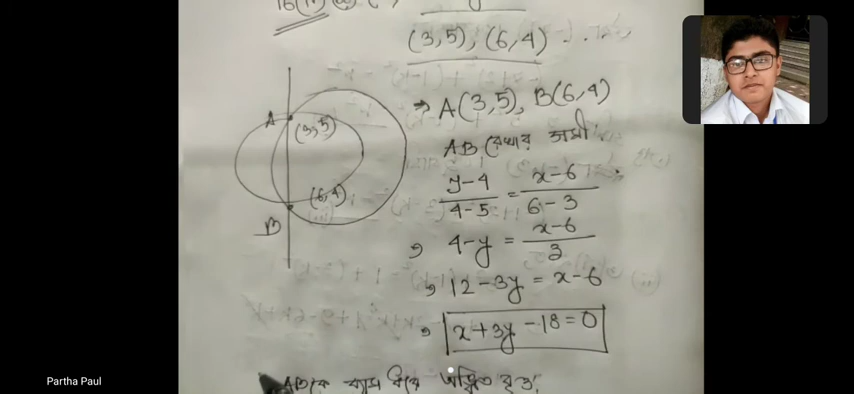 (3,5), (6,4)
A
(3,5)
(6,4)
B
⇒ A(3,5), B(6,4)
AB রেখার
y-4/4-5 = x-6/6-3
⇒ 4-y = x-6/3
⇒ 12-3y = x-6
⇒ x+3y-18=0
ABকে ব্যাস ধরে অঙ্কিত বৃত্ত
Partha Paul